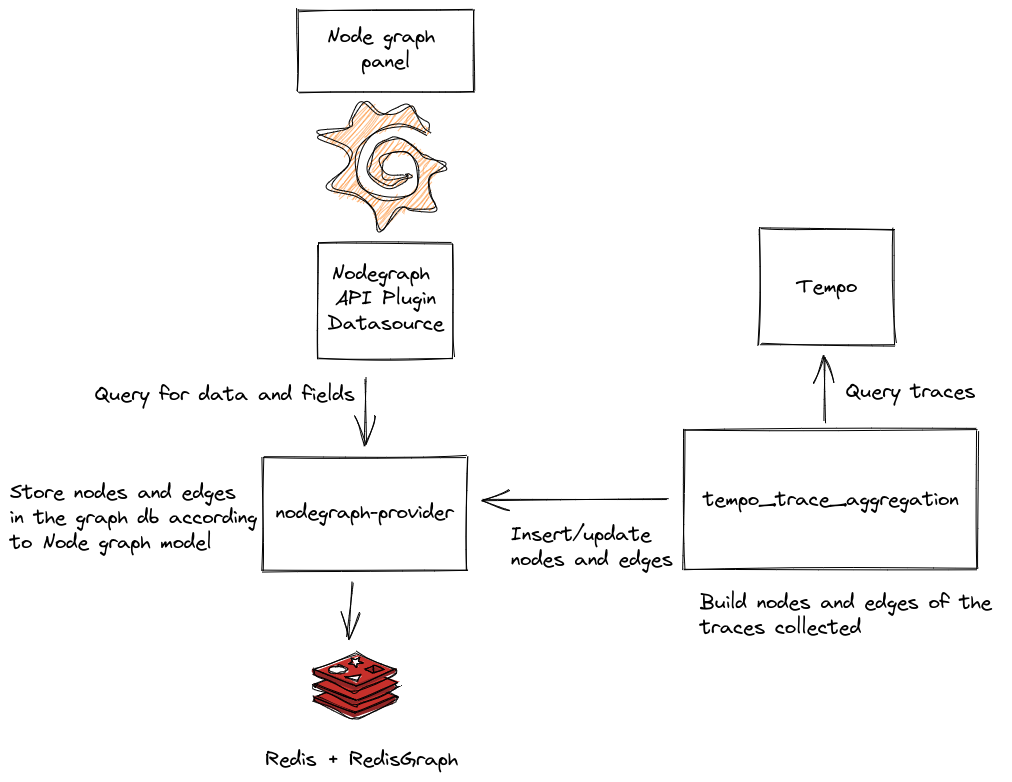 Node graph
panel
Nodegraph
API Plugin
Datasource
Tempo
Query for data and fields
Query traces
Store nodes and edges
in the graph db according
to Node graph model
nodegraph-provider
tempo_trace_aggregation
Insert/update
nodes and edges
Build nodes and edges of the
traces collected
Redis + RedisGraph